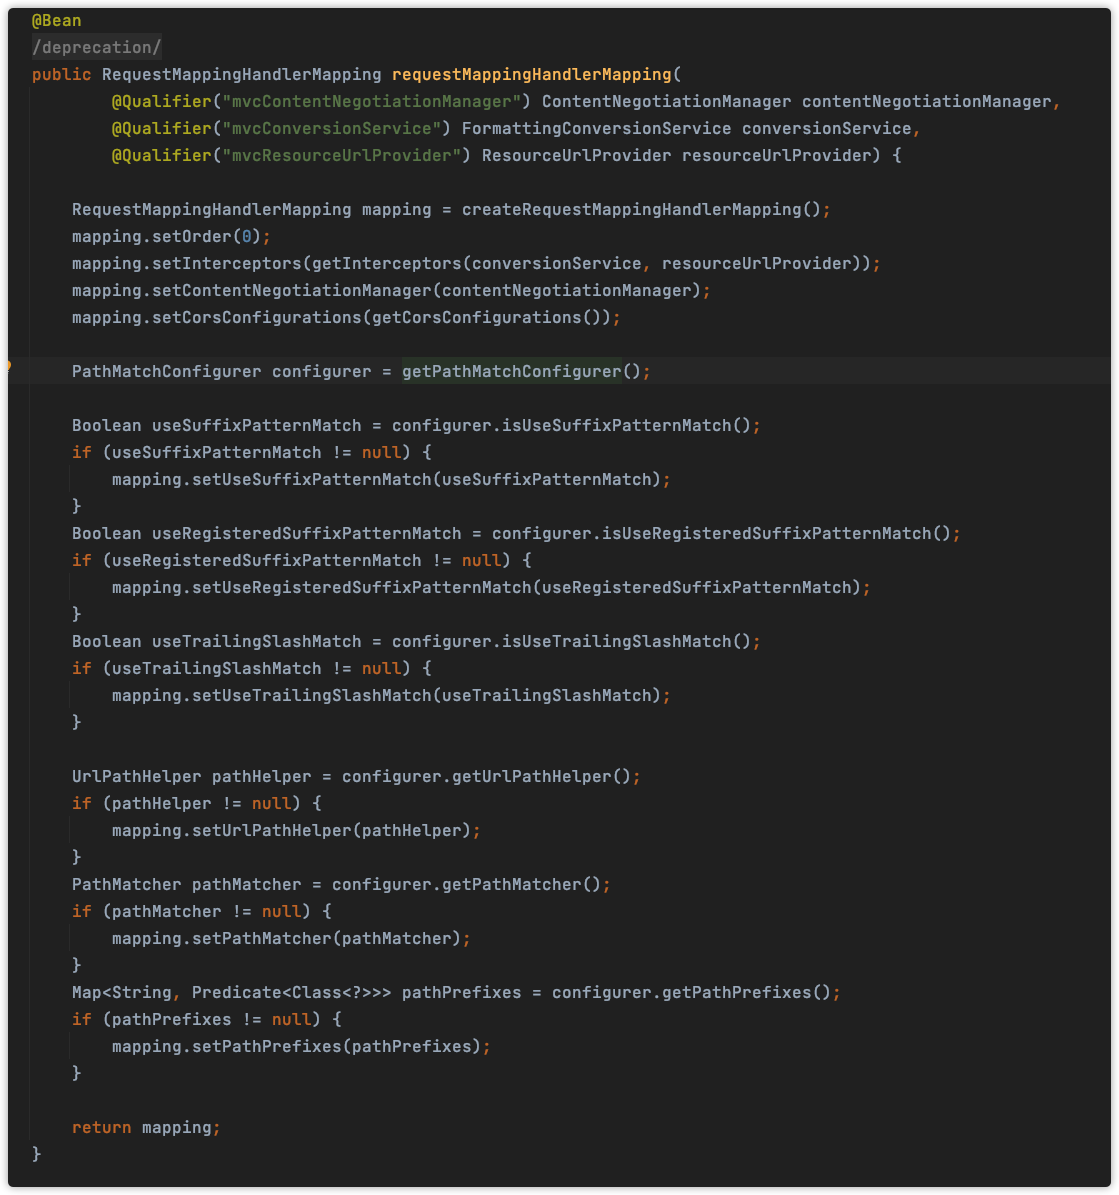 @Bean
/deprecation/
public RequestMappingHandlerMapping requestMappingHandlerMapping(
        @Qualifier("mvcContentNegotiationManager") ContentNegotiationManager contentNegotiationManager,
        @Qualifier("mvcConversionService") FormattingConversionService conversionService,
        @Qualifier("mvcResourceUrlProvider") ResourceUrlProvider resourceUrlProvider) {

    RequestMappingHandlerMapping mapping = createRequestMappingHandlerMapping();
    mapping.setOrder(0);
    mapping.setInterceptors(getInterceptors(conversionService, resourceUrlProvider));
    mapping.setContentNegotiationManager(contentNegotiationManager);
    mapping.setCorsConfigurations(getCorsConfigurations());

    PathMatchConfigurer configurer = getPathMatchConfigurer();

    Boolean useSuffixPatternMatch = configurer.isUseSuffixPatternMatch();
    if (useSuffixPatternMatch != null) {
        mapping.setUseSuffixPatternMatch(useSuffixPatternMatch);
    }
    Boolean useRegisteredSuffixPatternMatch = configurer.isUseRegisteredSuffixPatternMatch();
    if (useRegisteredSuffixPatternMatch != null) {
        mapping.setUseRegisteredSuffixPatternMatch(useRegisteredSuffixPatternMatch);
    }
    Boolean useTrailingSlashMatch = configurer.isUseTrailingSlashMatch();
    if (useTrailingSlashMatch != null) {
        mapping.setUseTrailingSlashMatch(useTrailingSlashMatch);
    }

    UrlPathHelper pathHelper = configurer.getUrlPathHelper();
    if (pathHelper != null) {
        mapping.setUrlPathHelper(pathHelper);
    }
    PathMatcher pathMatcher = configurer.getPathMatcher();
    if (pathMatcher != null) {
        mapping.setPathMatcher(pathMatcher);
    }
    Map<String, Predicate<Class<?>>> pathPrefixes = configurer.getPathPrefixes();
    if (pathPrefixes != null) {
        mapping.setPathPrefixes(pathPrefixes);
    }

    return mapping;
}